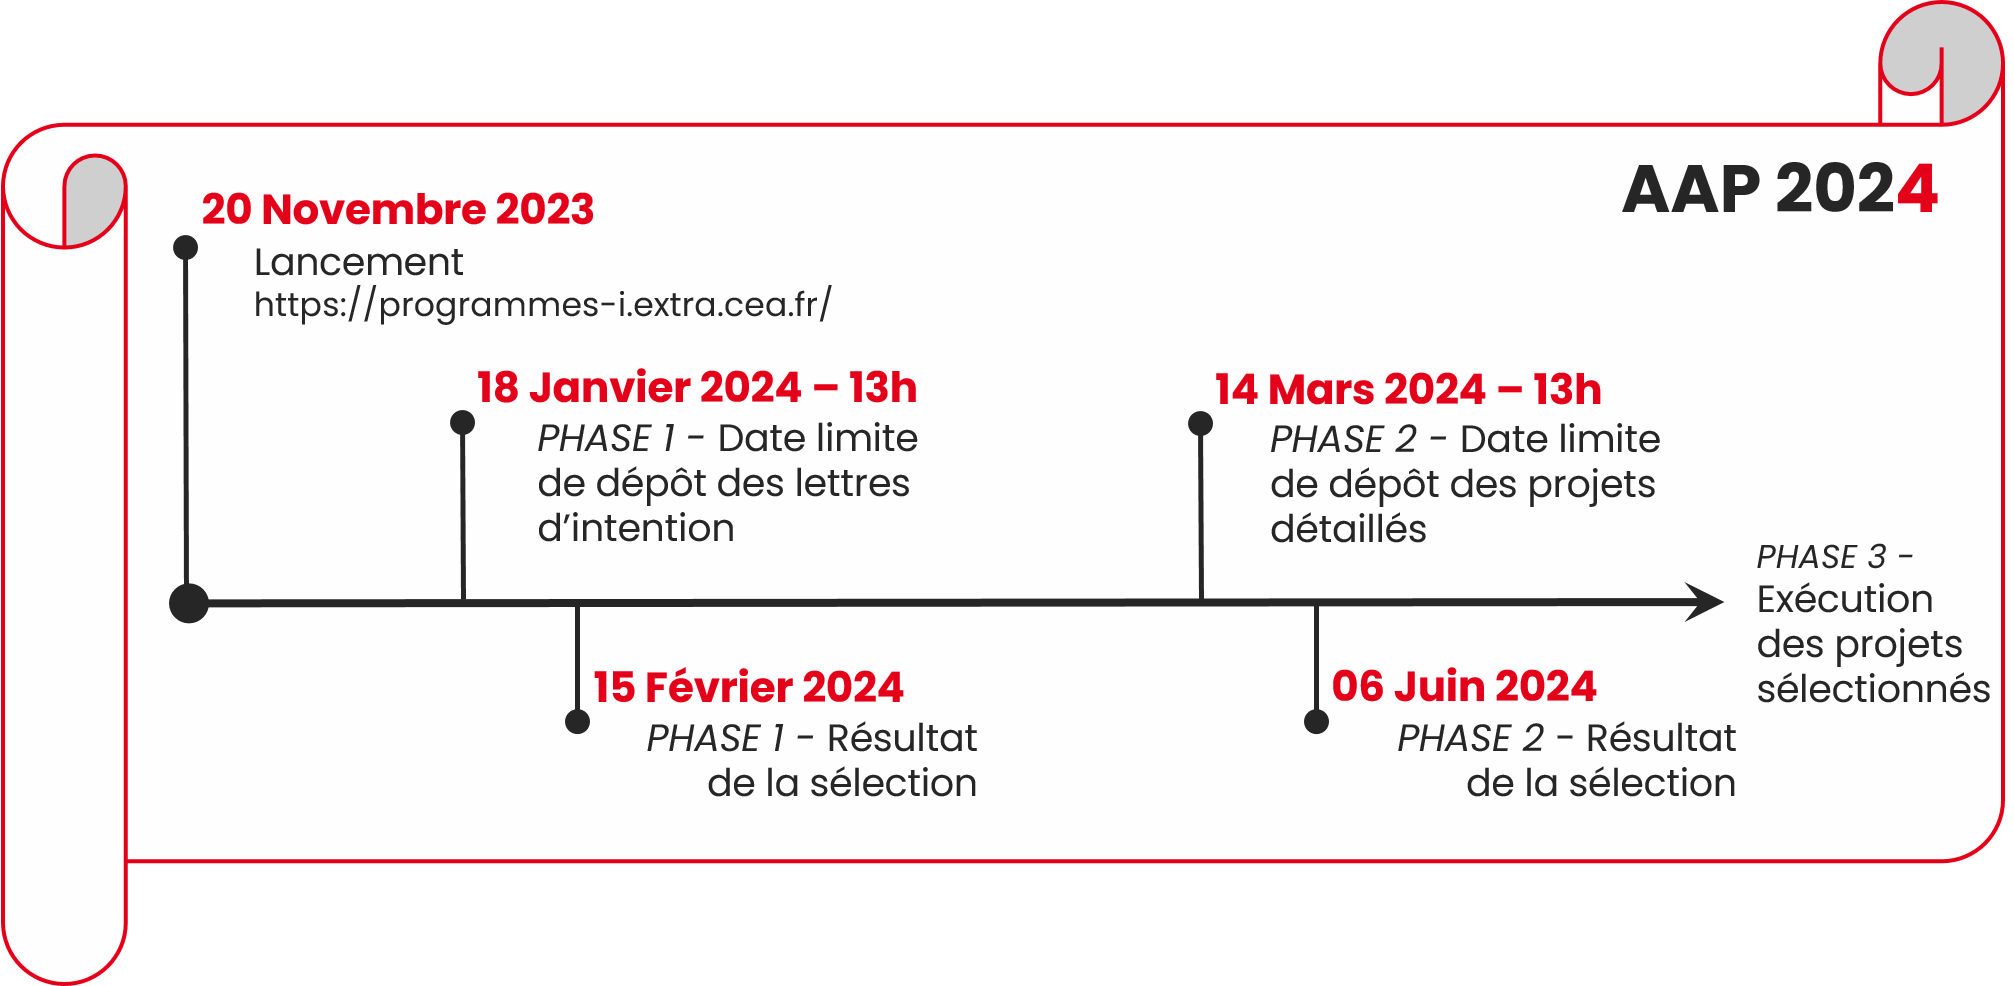 AAP 2024
20 Novembre 2023
Lancement
https://programmes-i.extra.cea.fr/
18 Janvier 2024 – 13h
PHASE 1 - Date limite
de dépôt des lettres
d’intention
15 Février 2024
PHASE 1 - Résultat
de la sélection
14 Mars 2024 – 13h
PHASE 2 - Date limite
de dépôt des projets
détaillés
06 Juin 2024
PHASE 2 - Résultat
de la sélection
PHASE 3 -
Exécution
des projets
sélectionnés